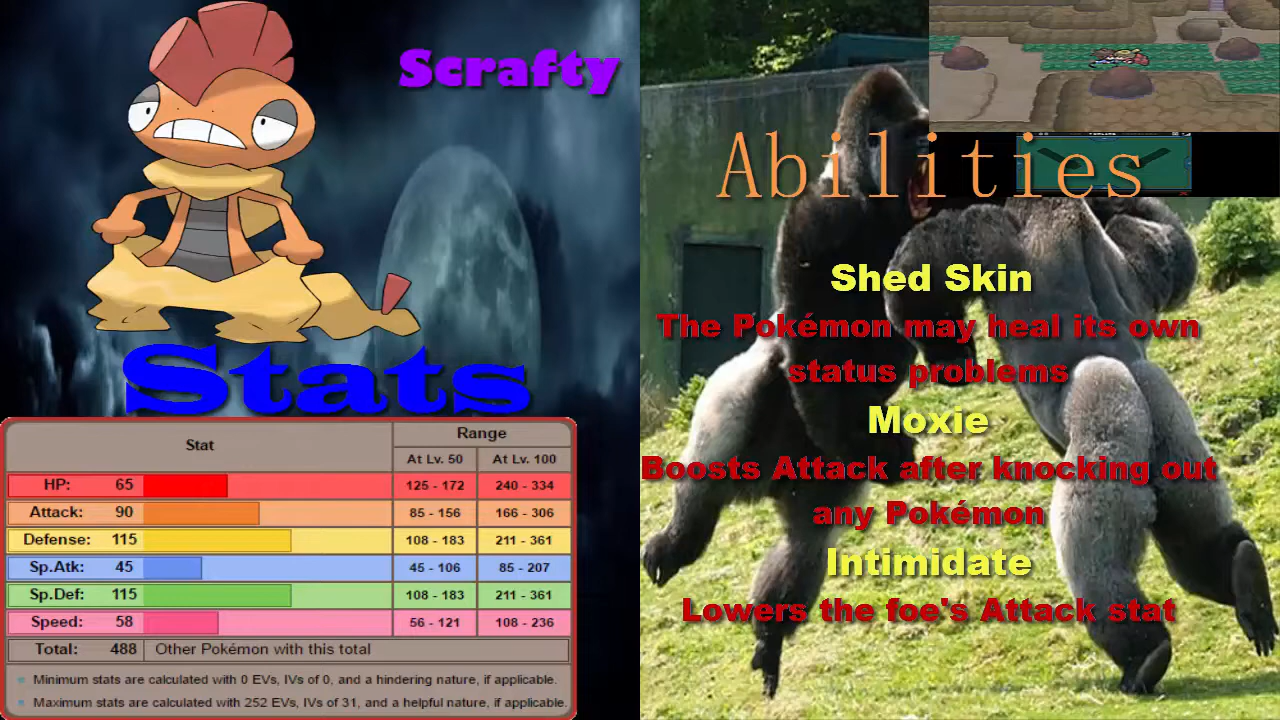 Scrafty
Stats
Stat
Range
At Lv. 50
At Lv. 100
HP: 65 125 - 172 240 - 334
Attack: 90 85 - 156 166 - 306
Defense: 115 108 - 183 211 - 361
Sp.Atk: 45 45 - 106 85 - 207
Sp.Def: 115 108 - 183 211 - 361
Speed: 58 56 - 121 108 - 236
Total: 488 Other Pokémon with this total
Minimum stats are calculated with 0 EVs, IVs of 0, and a hindering nature, if applicable.
Maximum stats are calculated with 252 EVs, IVs of 31, and a helpful nature, if applicable.
Abilities
Shed Skin
The Pokémon may heal its own
status problems
Moxie
Boosts Attack after knocking out
any Pokémon
Intimidate
Lowers the foe's Attack stat